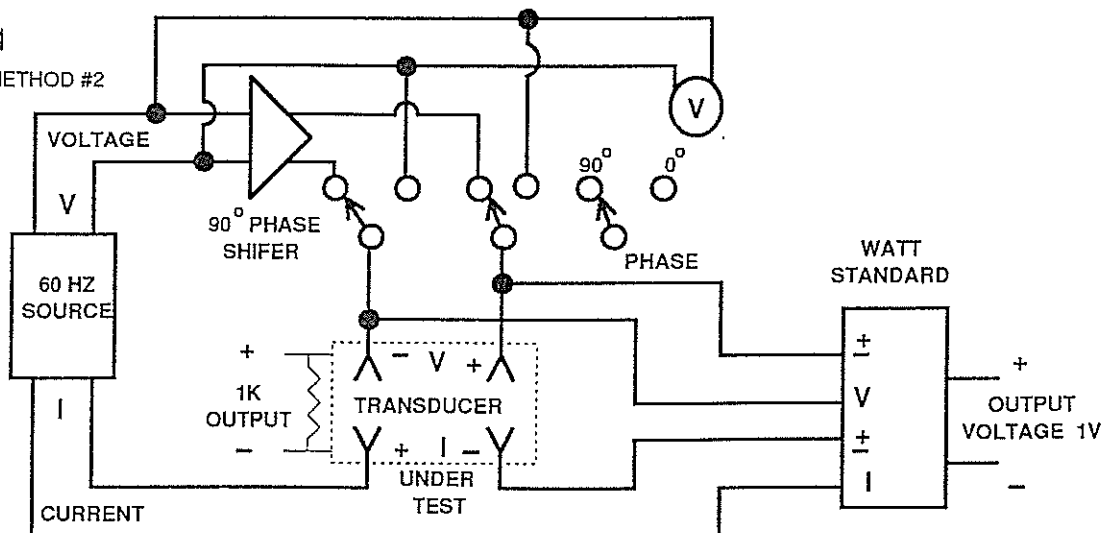 METHOD #2
VOLTAGE
V
V
90°
0°
90° PHASE
SHIFER
PHASE
60 HZ
SOURCE
WATT
STANDARD
I
+
1K
OUTPUT
-
- V +
TRANSDUCER
+ I -
UNDER
TEST
±
V
±
I
+
OUTPUT
VOLTAGE 1V
-
CURRENT